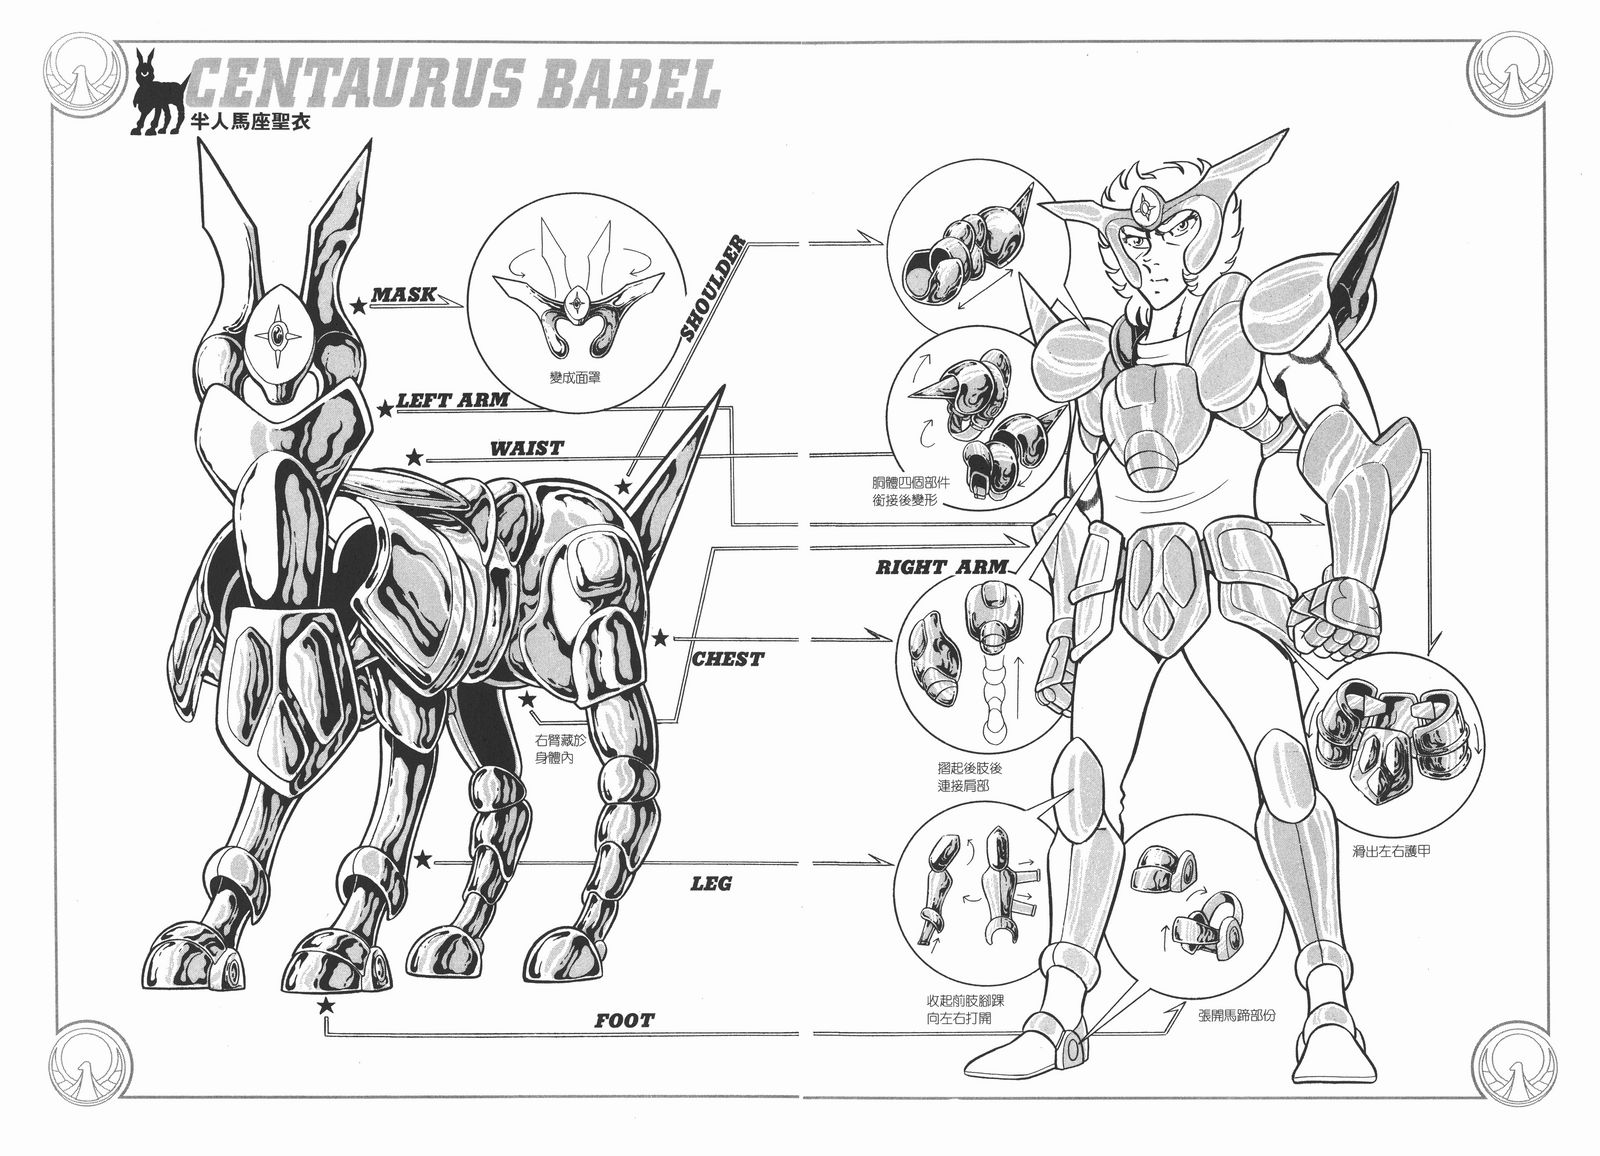 CENTAURUS BABEL
半人馬座聖衣
MASK
變成面罩
SHOULDER
LEFT ARM
WAIST
胴體四個部件
銜接後變形
RIGHT ARM
CHEST
右臂藏於
身體內
摺起後肢後
連接肩部
滑出左右護甲
LEG
收起前肢腳踝
向左右打開
張開馬蹄部份
FOOT